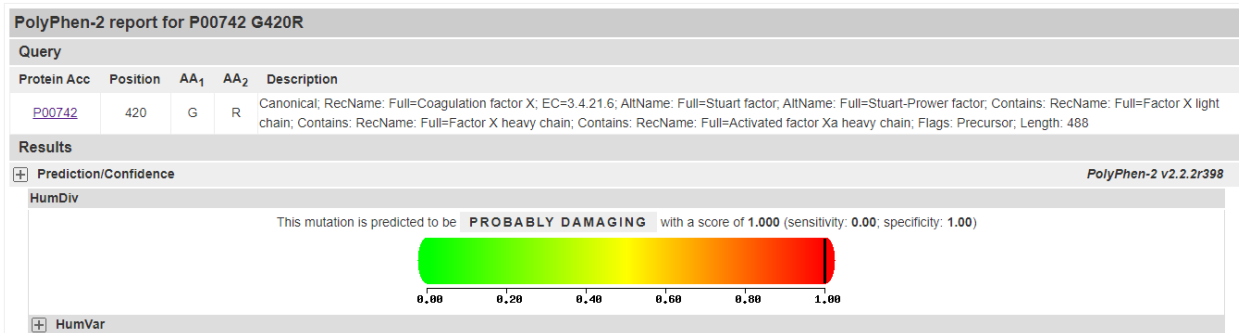 PolyPhen-2 report for P00742 G420R
Query
Protein Acc Position AA1 AA2 Description
P00742 420 G R Canonical; RecName: Full=Coagulation factor X; EC=3.4.21.6; AltName: Full=Stuart factor; AltName: Full=Stuart-Prower factor; Contains: RecName: Full=Factor X light
chain; Contains: RecName: Full=Factor X heavy chain; Contains: RecName: Full=Activated factor Xa heavy chain; Flags: Precursor; Length: 488
Results
Prediction/Confidence PolyPhen-2 v2.2.2r398
HumDiv
This mutation is predicted to be PROBABLY DAMAGING with a score of 1.000 (sensitivity: 0.00; specificity: 1.00)
0.00 0.20 0.40 0.60 0.80 1.00
HumVar